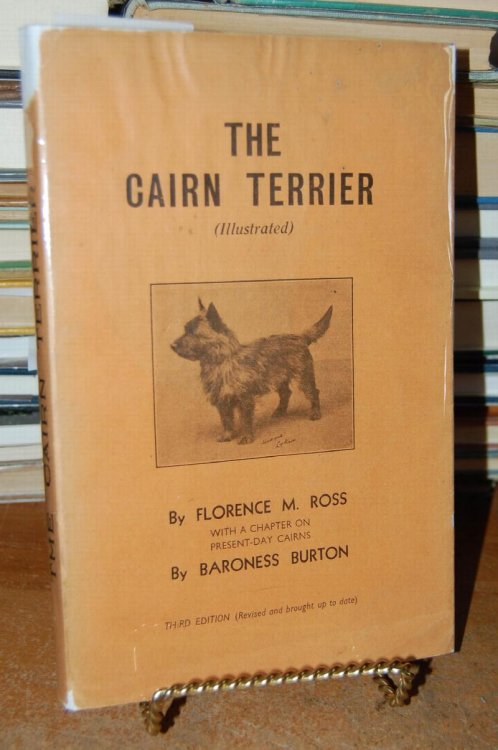 THE
CAIRN TERRIER
(Illustrated)
By FLORENCE M. ROSS
WITH A CHAPTER ON
PRESENT-DAY CAIRNS
By BARONESS BURTON
THIRD EDITION (Revised and brought up to date)
THE CAIRN TERRIER